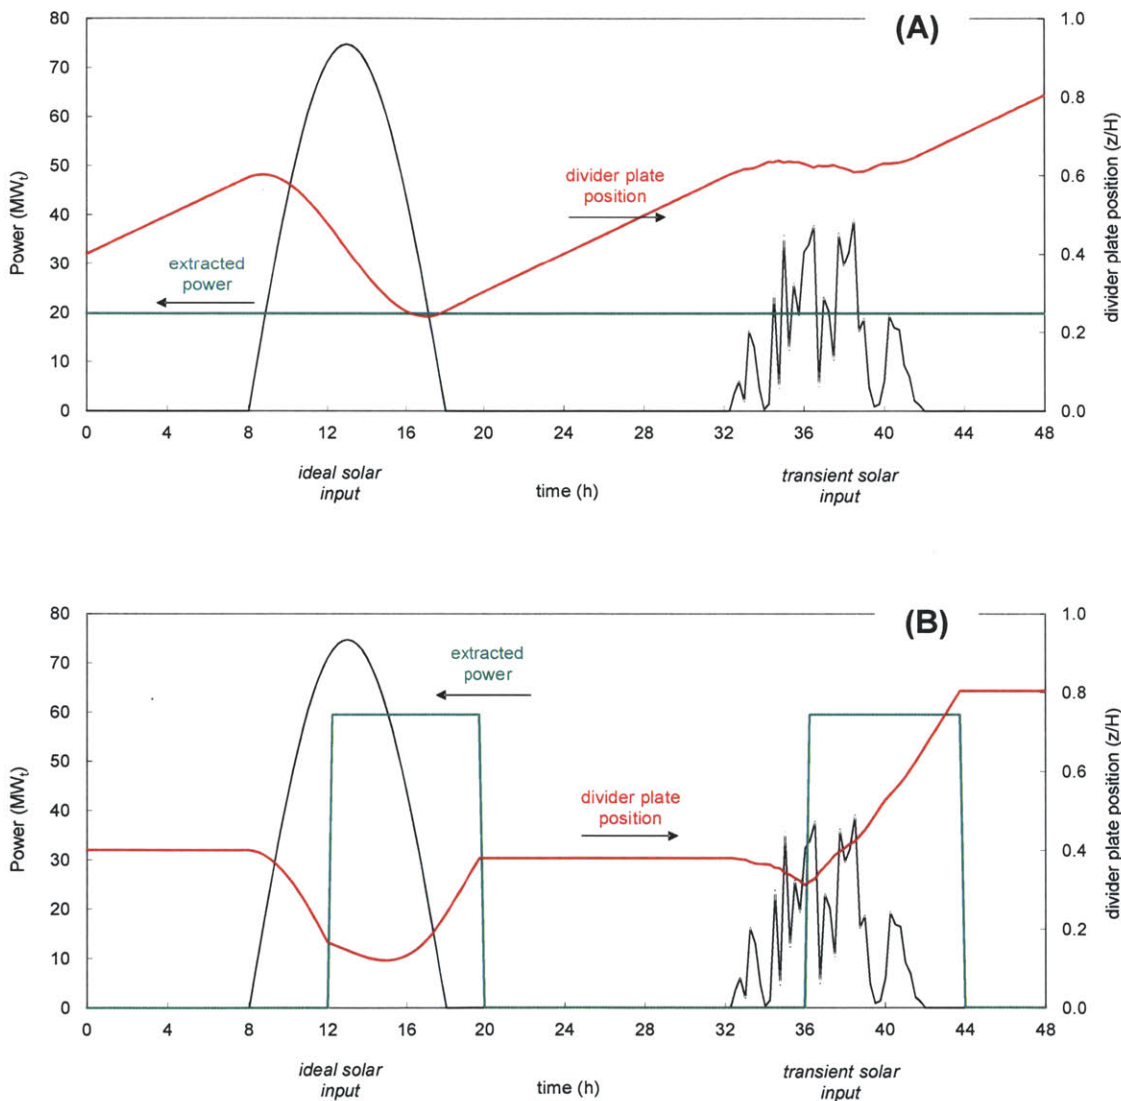 (A)
80
70
60
50
40
30
20
10
0
Power (MWt)
1.0
0.8
0.6
0.4
0.2
0.0
divider plate position (z/H)
divider plate
position
extracted
power
0 4 8 12 16 20 24 28 32 36 40 44 48
ideal solar
input
time (h)
transient solar
input
(B)
80
70
60
50
40
30
20
10
0
Power (MWt)
1.0
0.8
0.6
0.4
0.2
0.0
divider plate position (z/H)
extracted
power
divider plate
position
0 4 8 12 16 20 24 28 32 36 40 44 48
ideal solar
input
time (h)
transient solar
input